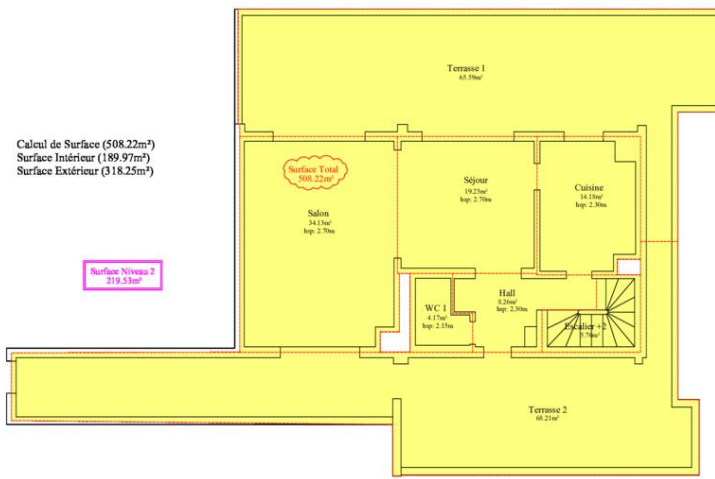 Terrasse 1
65.59m²
Calcul de Surface (508.22m²)
Surface Intérieur (189.97m²)
Surface Extérieur (318.25m²)
Surface Total
508.22m²
Séjour
19.23m²
hsp: 2.70m
Cuisine
14.18m²
hsp: 2.30m
Salon
34.13m²
hsp: 2.70m
Surface Niveau 2
219.53m²
Hall
8.26m²
hsp: 2.30m
WC 1
4.17m²
hsp: 2.15m
Escalier +2
5.76m²
Terrasse 2
68.21m²